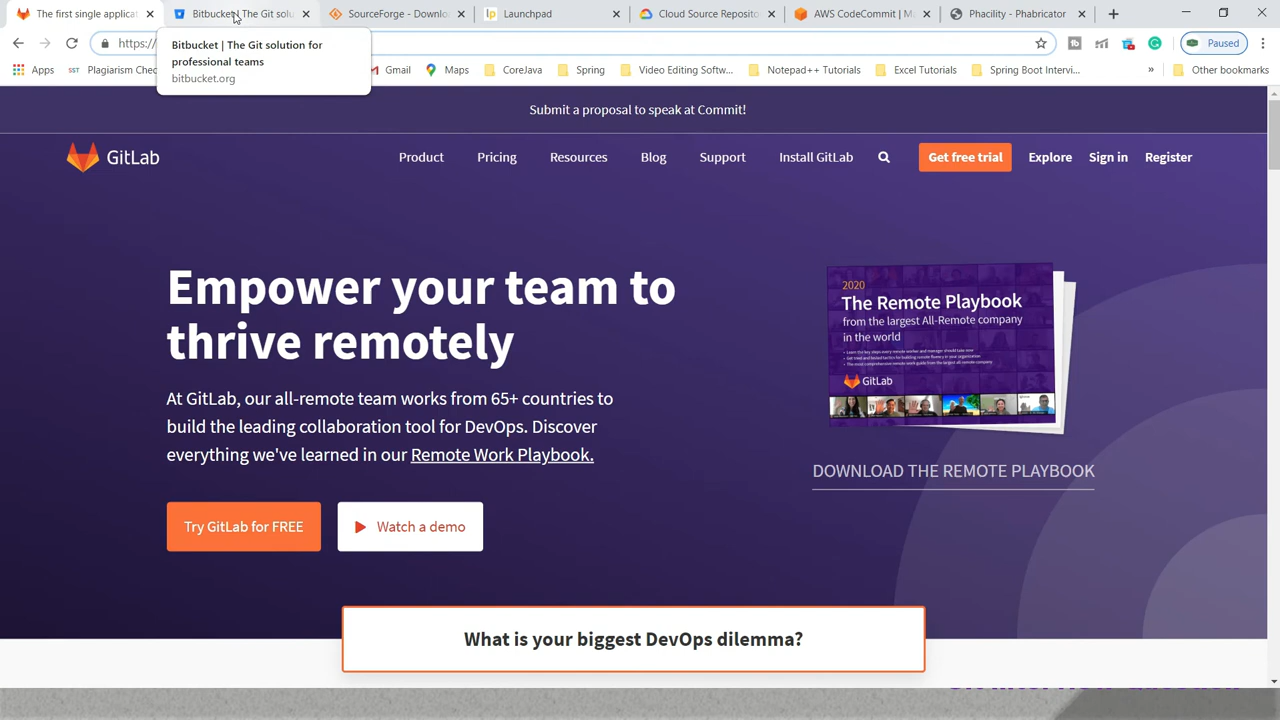 The first single applicat
Bitbucket | The Git solu
SourceForge - Downlo
Launchpad
Cloud Source Reposito
AWS CodeCommit | M
Phacility - Phabricator
https://
Paused
Bitbucket | The Git solution for
professional teams
bitbucket.org
Apps
Plagiarism Che
Gmail
Maps
CoreJava
Spring
Video Editing Softw...
Notepad++ Tutorials
Excel Tutorials
Spring Boot Intervi...
»
Other bookmarks
Submit a proposal to speak at Commit!
GitLab
Product
Pricing
Resources
Blog
Support
Install GitLab
Get free trial
Explore
Sign in
Register
Empower your team to
thrive remotely
At GitLab, our all-remote team works from 65+ countries to
build the leading collaboration tool for DevOps. Discover
everything we've learned in our Remote Work Playbook.
Try GitLab for FREE
Watch a demo
2020
The Remote Playbook
from the largest All-Remote company
in the world
GitLab
DOWNLOAD THE REMOTE PLAYBOOK
What is your biggest DevOps dilemma?